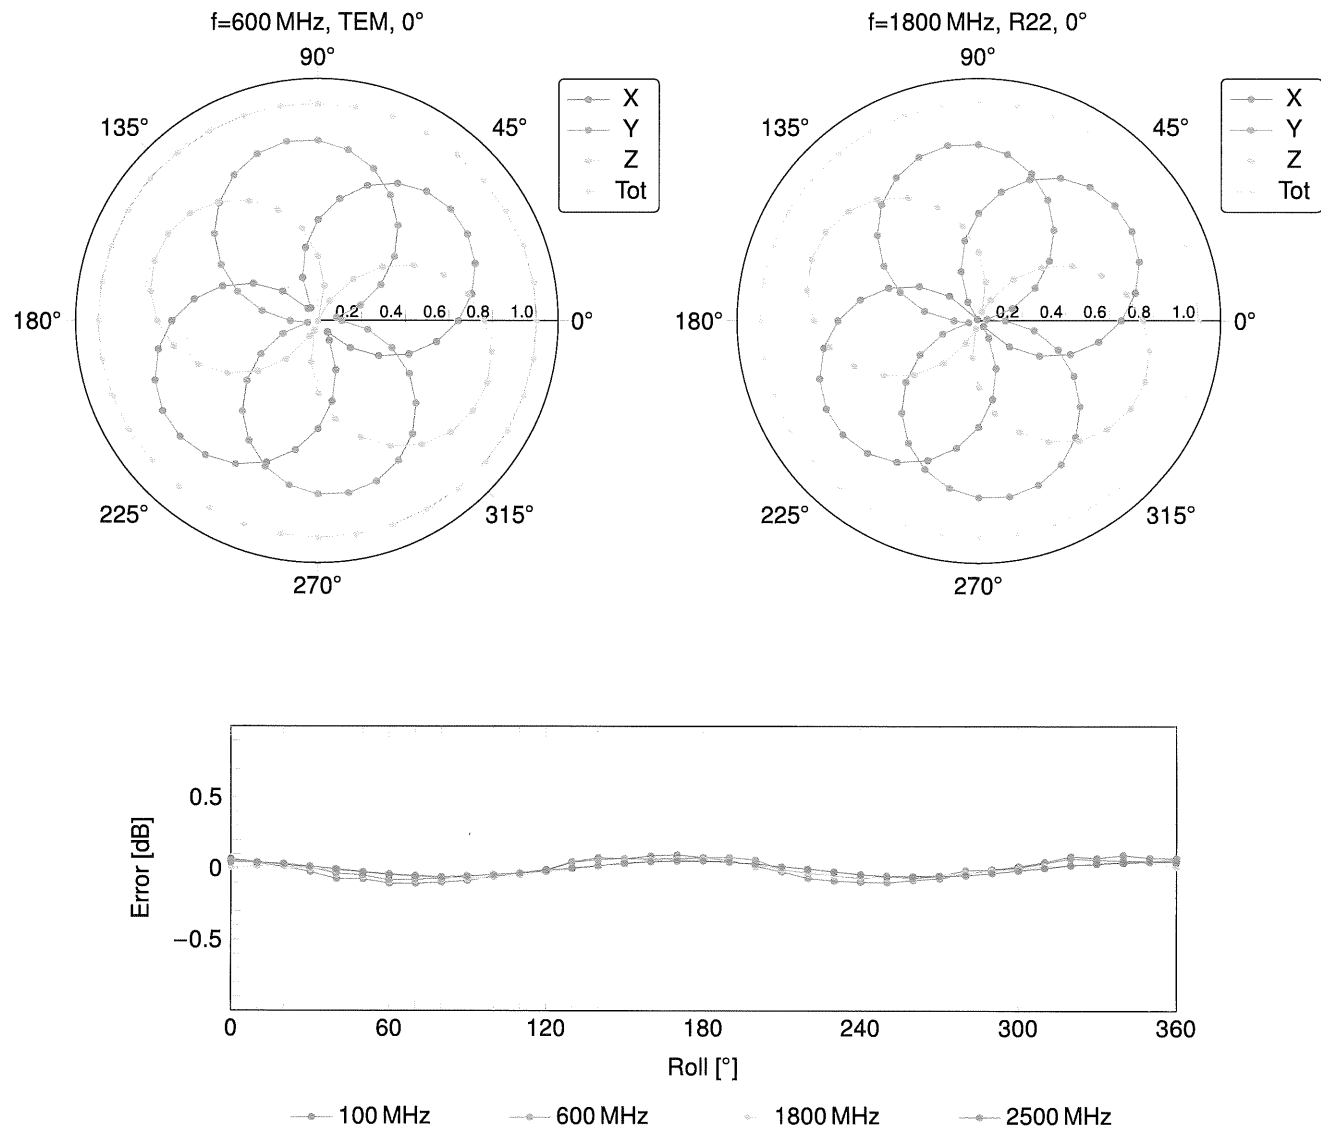 f=600 MHz, TEM, 0°
90°
135°
45°
180°
0.2 0.4 0.6 0.8 1.0
0°
225°
315°
270°
X
Y
Z
Tot
f=1800 MHz, R22, 0°
90°
135°
45°
180°
0.2 0.4 0.6 0.8 1.0
0°
225°
315°
270°
X
Y
Z
Tot
Error [dB]
0.5
0
−0.5
0 60 120 180 240 300 360
Roll [°]
100 MHz 600 MHz 1800 MHz 2500 MHz